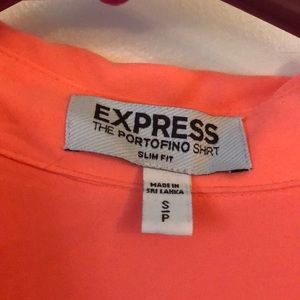 EXPRESS
THE PORTOFINO SHIRT
SLIM FIT
MADE IN
SRI LANKA
S
P